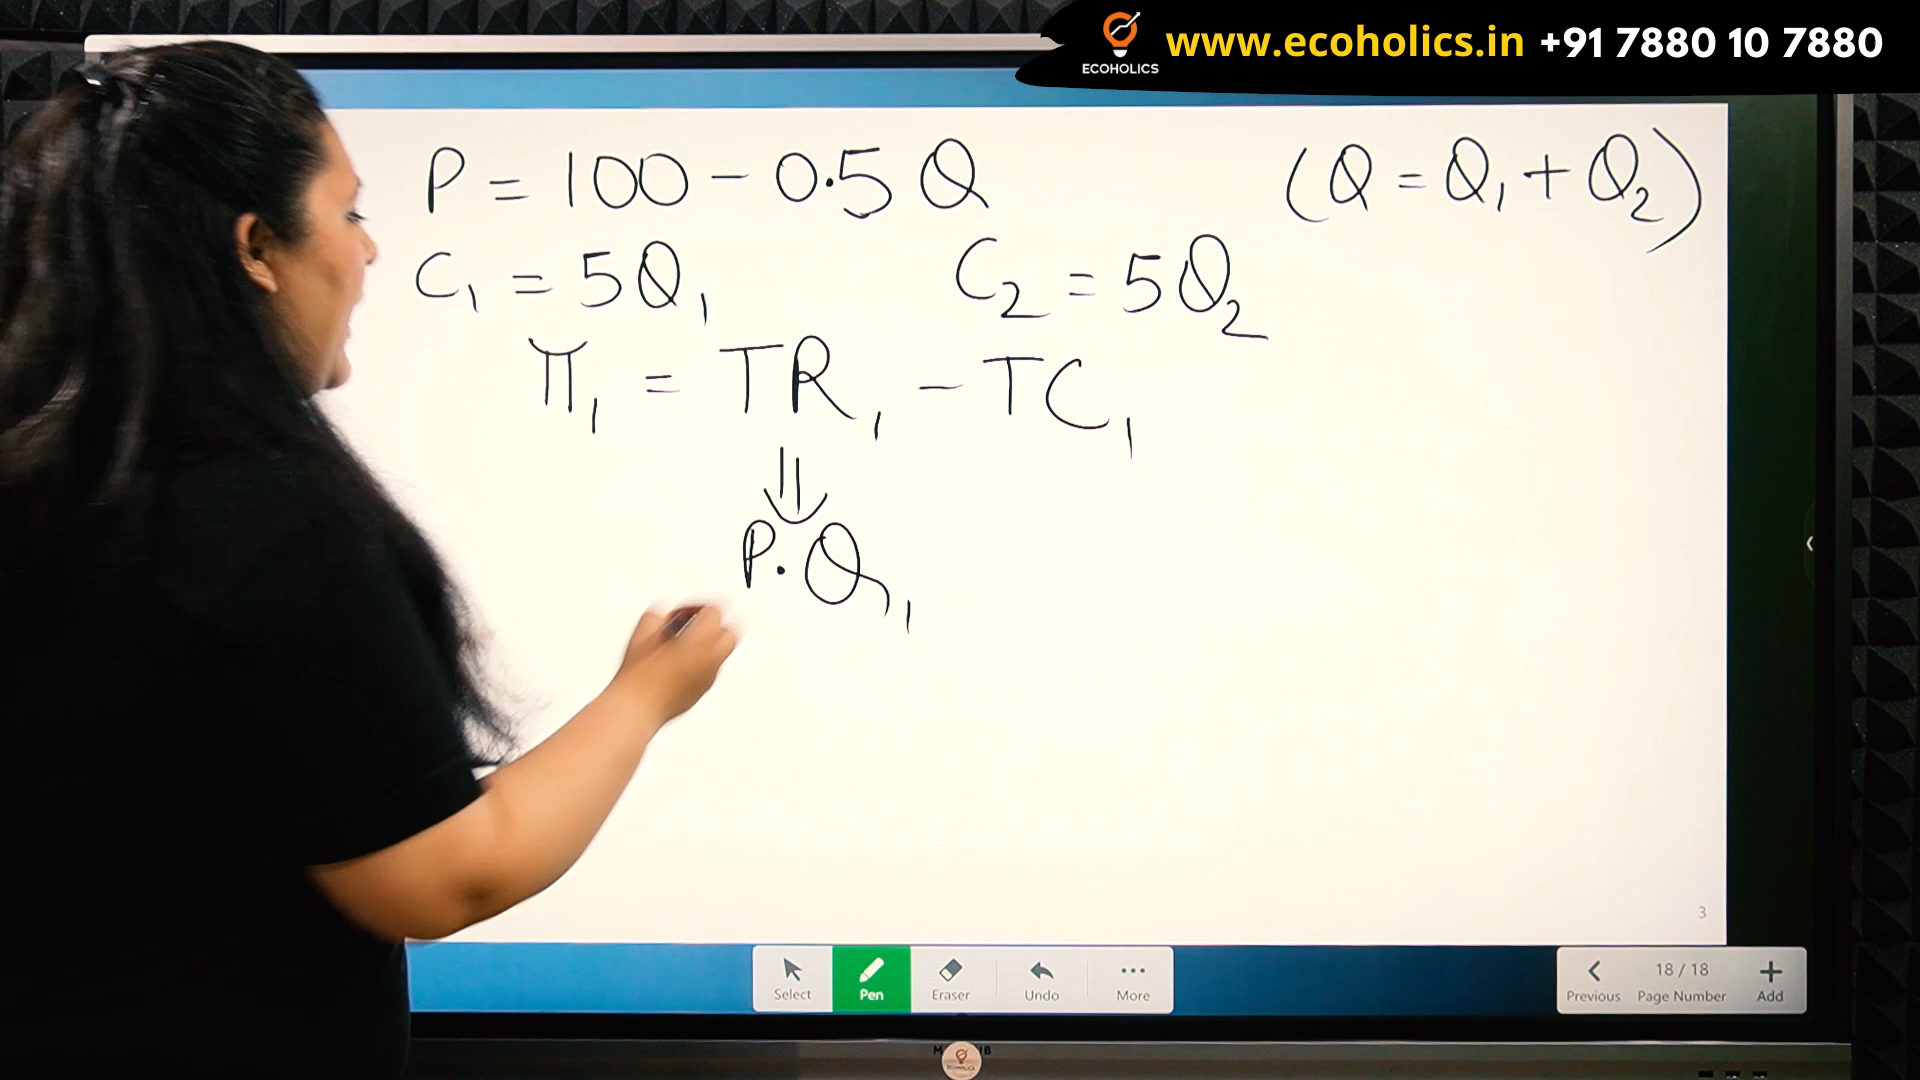 ECOHOLICS
www.ecoholics.in +91 7880 10 7880
P = 100 - 0.5 Q (Q = Q₁ + Q₂)
C₁ = 5Q₁ C₂ = 5Q₂
π₁ = TR₁ - TC₁
P. Q₁
3
Select Pen Eraser Undo More
18 / 18
Previous Page Number Add